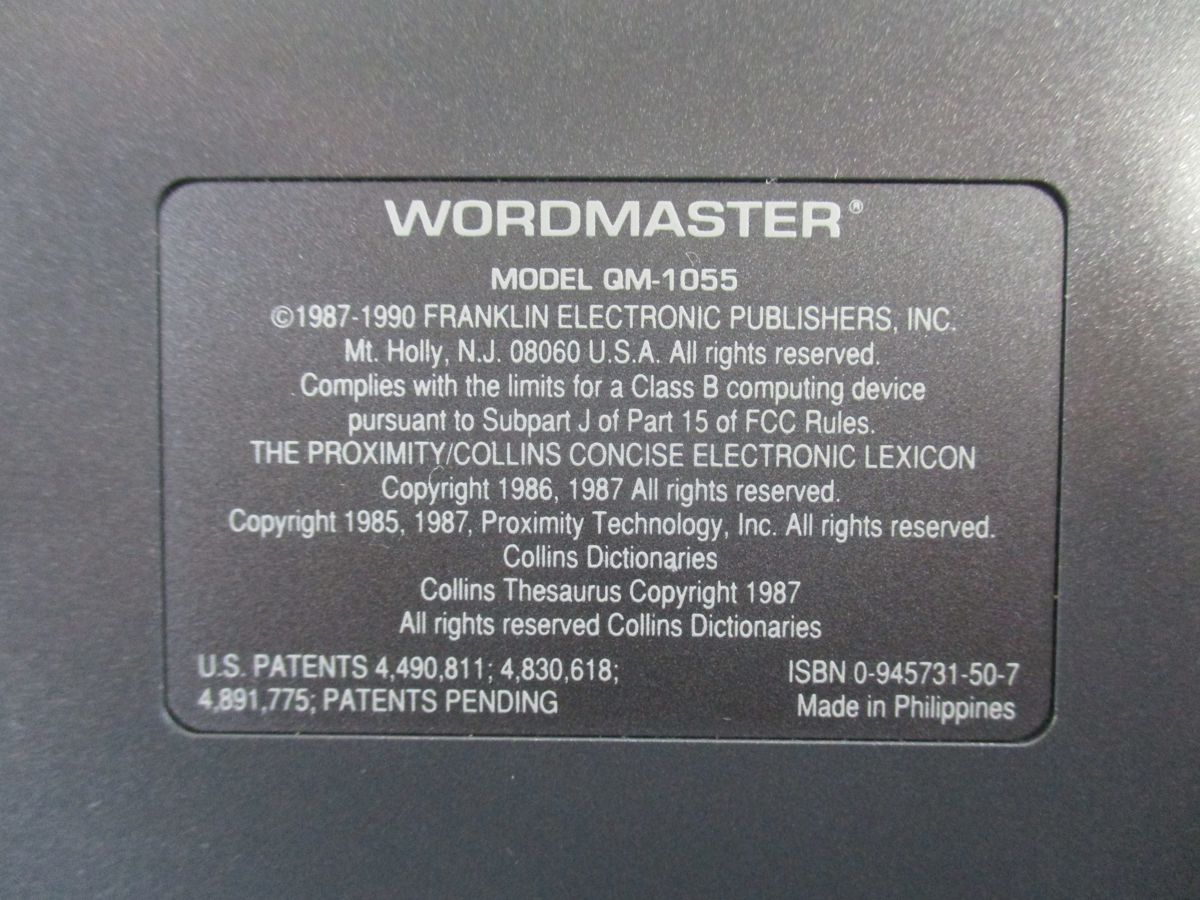 WORDMASTER®
MODEL QM-1055
©1987-1990 FRANKLIN ELECTRONIC PUBLISHERS, INC.
Mt. Holly, N.J. 08060 U.S.A. All rights reserved.
Complies with the limits for a Class B computing device
pursuant to Subpart J of Part 15 of FCC Rules.
THE PROXIMITY/COLLINS CONCISE ELECTRONIC LEXICON
Copyright 1986, 1987 All rights reserved.
Copyright 1985, 1987, Proximity Technology, Inc. All rights reserved.
Collins Dictionaries
Collins Thesaurus Copyright 1987
All rights reserved Collins Dictionaries
U.S. PATENTS 4,490,811; 4,830,618;
4,891,775; PATENTS PENDING
ISBN 0-945731-50-7
Made in Philippines